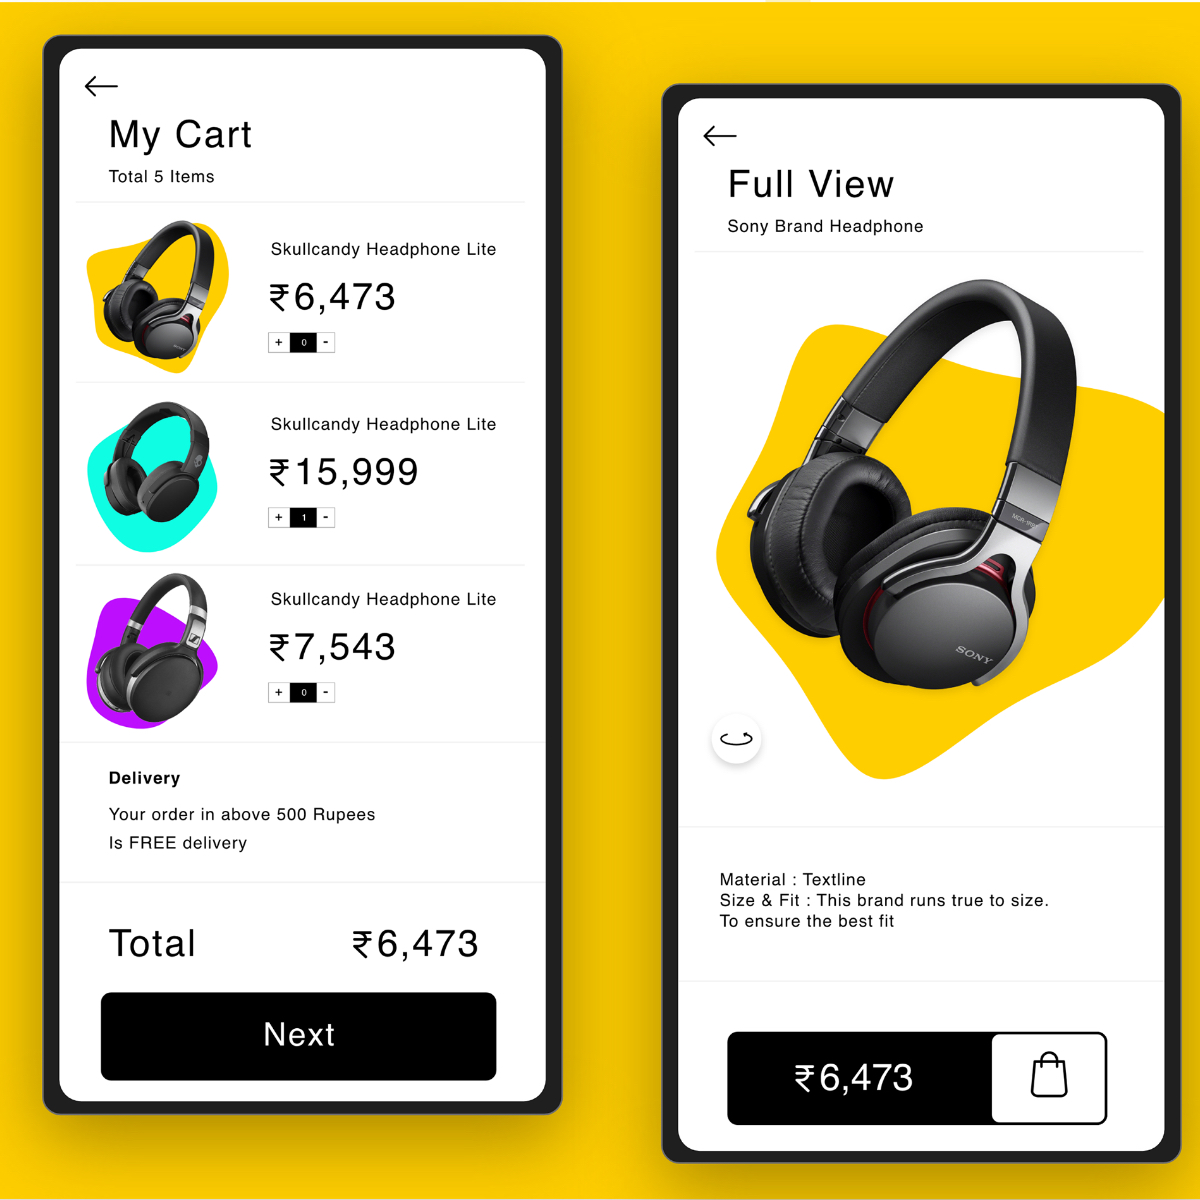 My Cart
Total 5 Items
Skullcandy Headphone Lite
₹6,473
+ 0 -
Skullcandy Headphone Lite
₹15,999
+ 1 -
Skullcandy Headphone Lite
₹7,543
+ 0 -
Delivery
Your order in above 500 Rupees
Is FREE delivery
Total ₹6,473
Next
Full View
Sony Brand Headphone
SONY
Material : Textline
Size & Fit : This brand runs true to size.
To ensure the best fit
₹6,473